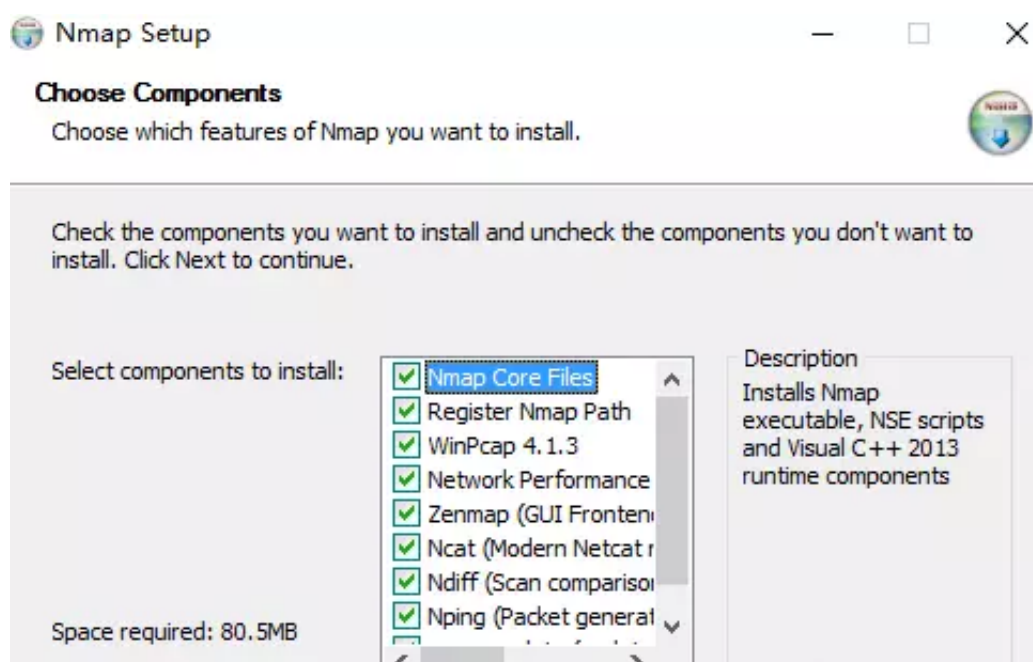 Nmap Setup
Choose Components
Choose which features of Nmap you want to install.
Check the components you want to install and uncheck the components you don't want to
install. Click Next to continue.
Select components to install:
Nmap Core Files
Register Nmap Path
WinPcap 4.1.3
Network Performance
Zenmap (GUI Fronten
Ncat (Modern Netcat r
Ndiff (Scan comparison
Nping (Packet generat
Space required: 80.5MB
Description
Installs Nmap
executable, NSE scripts
and Visual C++ 2013
runtime components